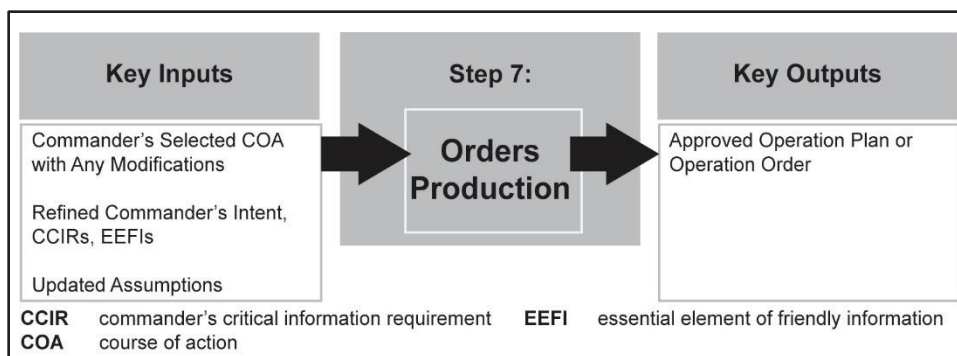 Key Inputs
Commander’s Selected COA
with Any Modifications
Refined Commander’s Intent,
CCIRs, EEFIs
Updated Assumptions
Step 7:
Orders
Production
Key Outputs
Approved Operation Plan or
Operation Order
CCIR commander’s critical information requirement EEFI essential element of friendly information
COA course of action